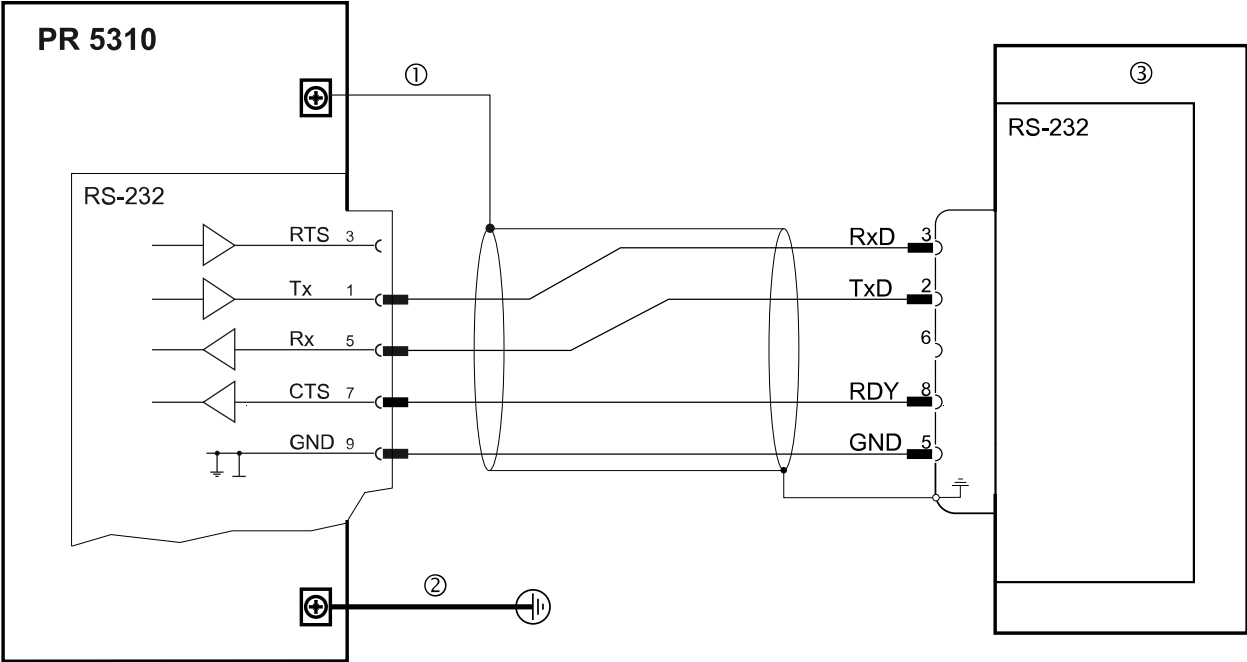 PR 5310
①
③
RS-232
RS-232
RTS 3
RxD 3
Tx 1
TxD 2
Rx 5
6
CTS 7
RDY 8
GND 9
GND 5
②